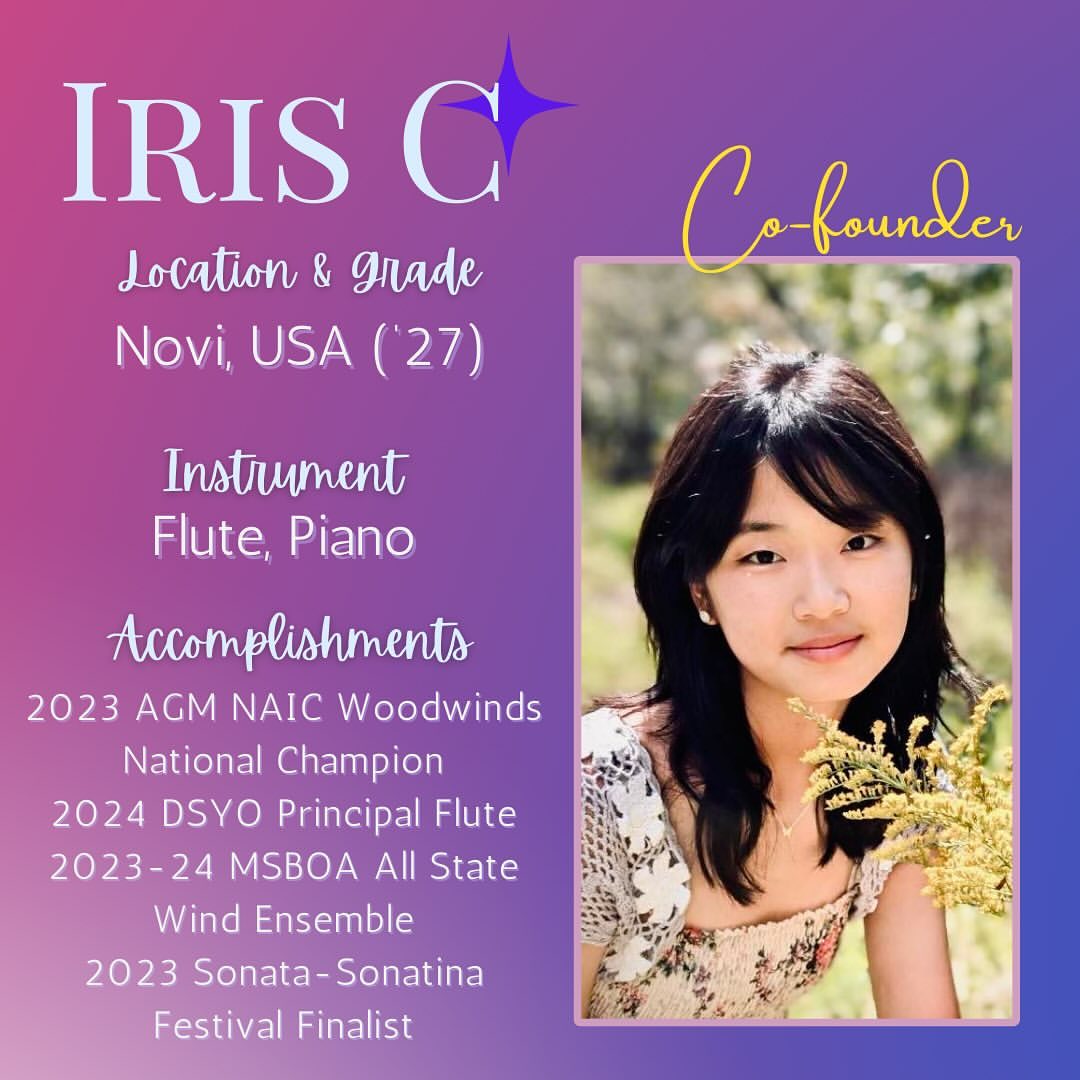 Iris C
Co-founder
Location & Grade
Novi, USA ('27)
Instrument
Flute, Piano
Accomplishments
2023 AGM NAIC Woodwinds
National Champion
2024 DSYO Principal Flute
2023-24 MSBOA All State
Wind Ensemble
2023 Sonata-Sonatina
Festival Finalist